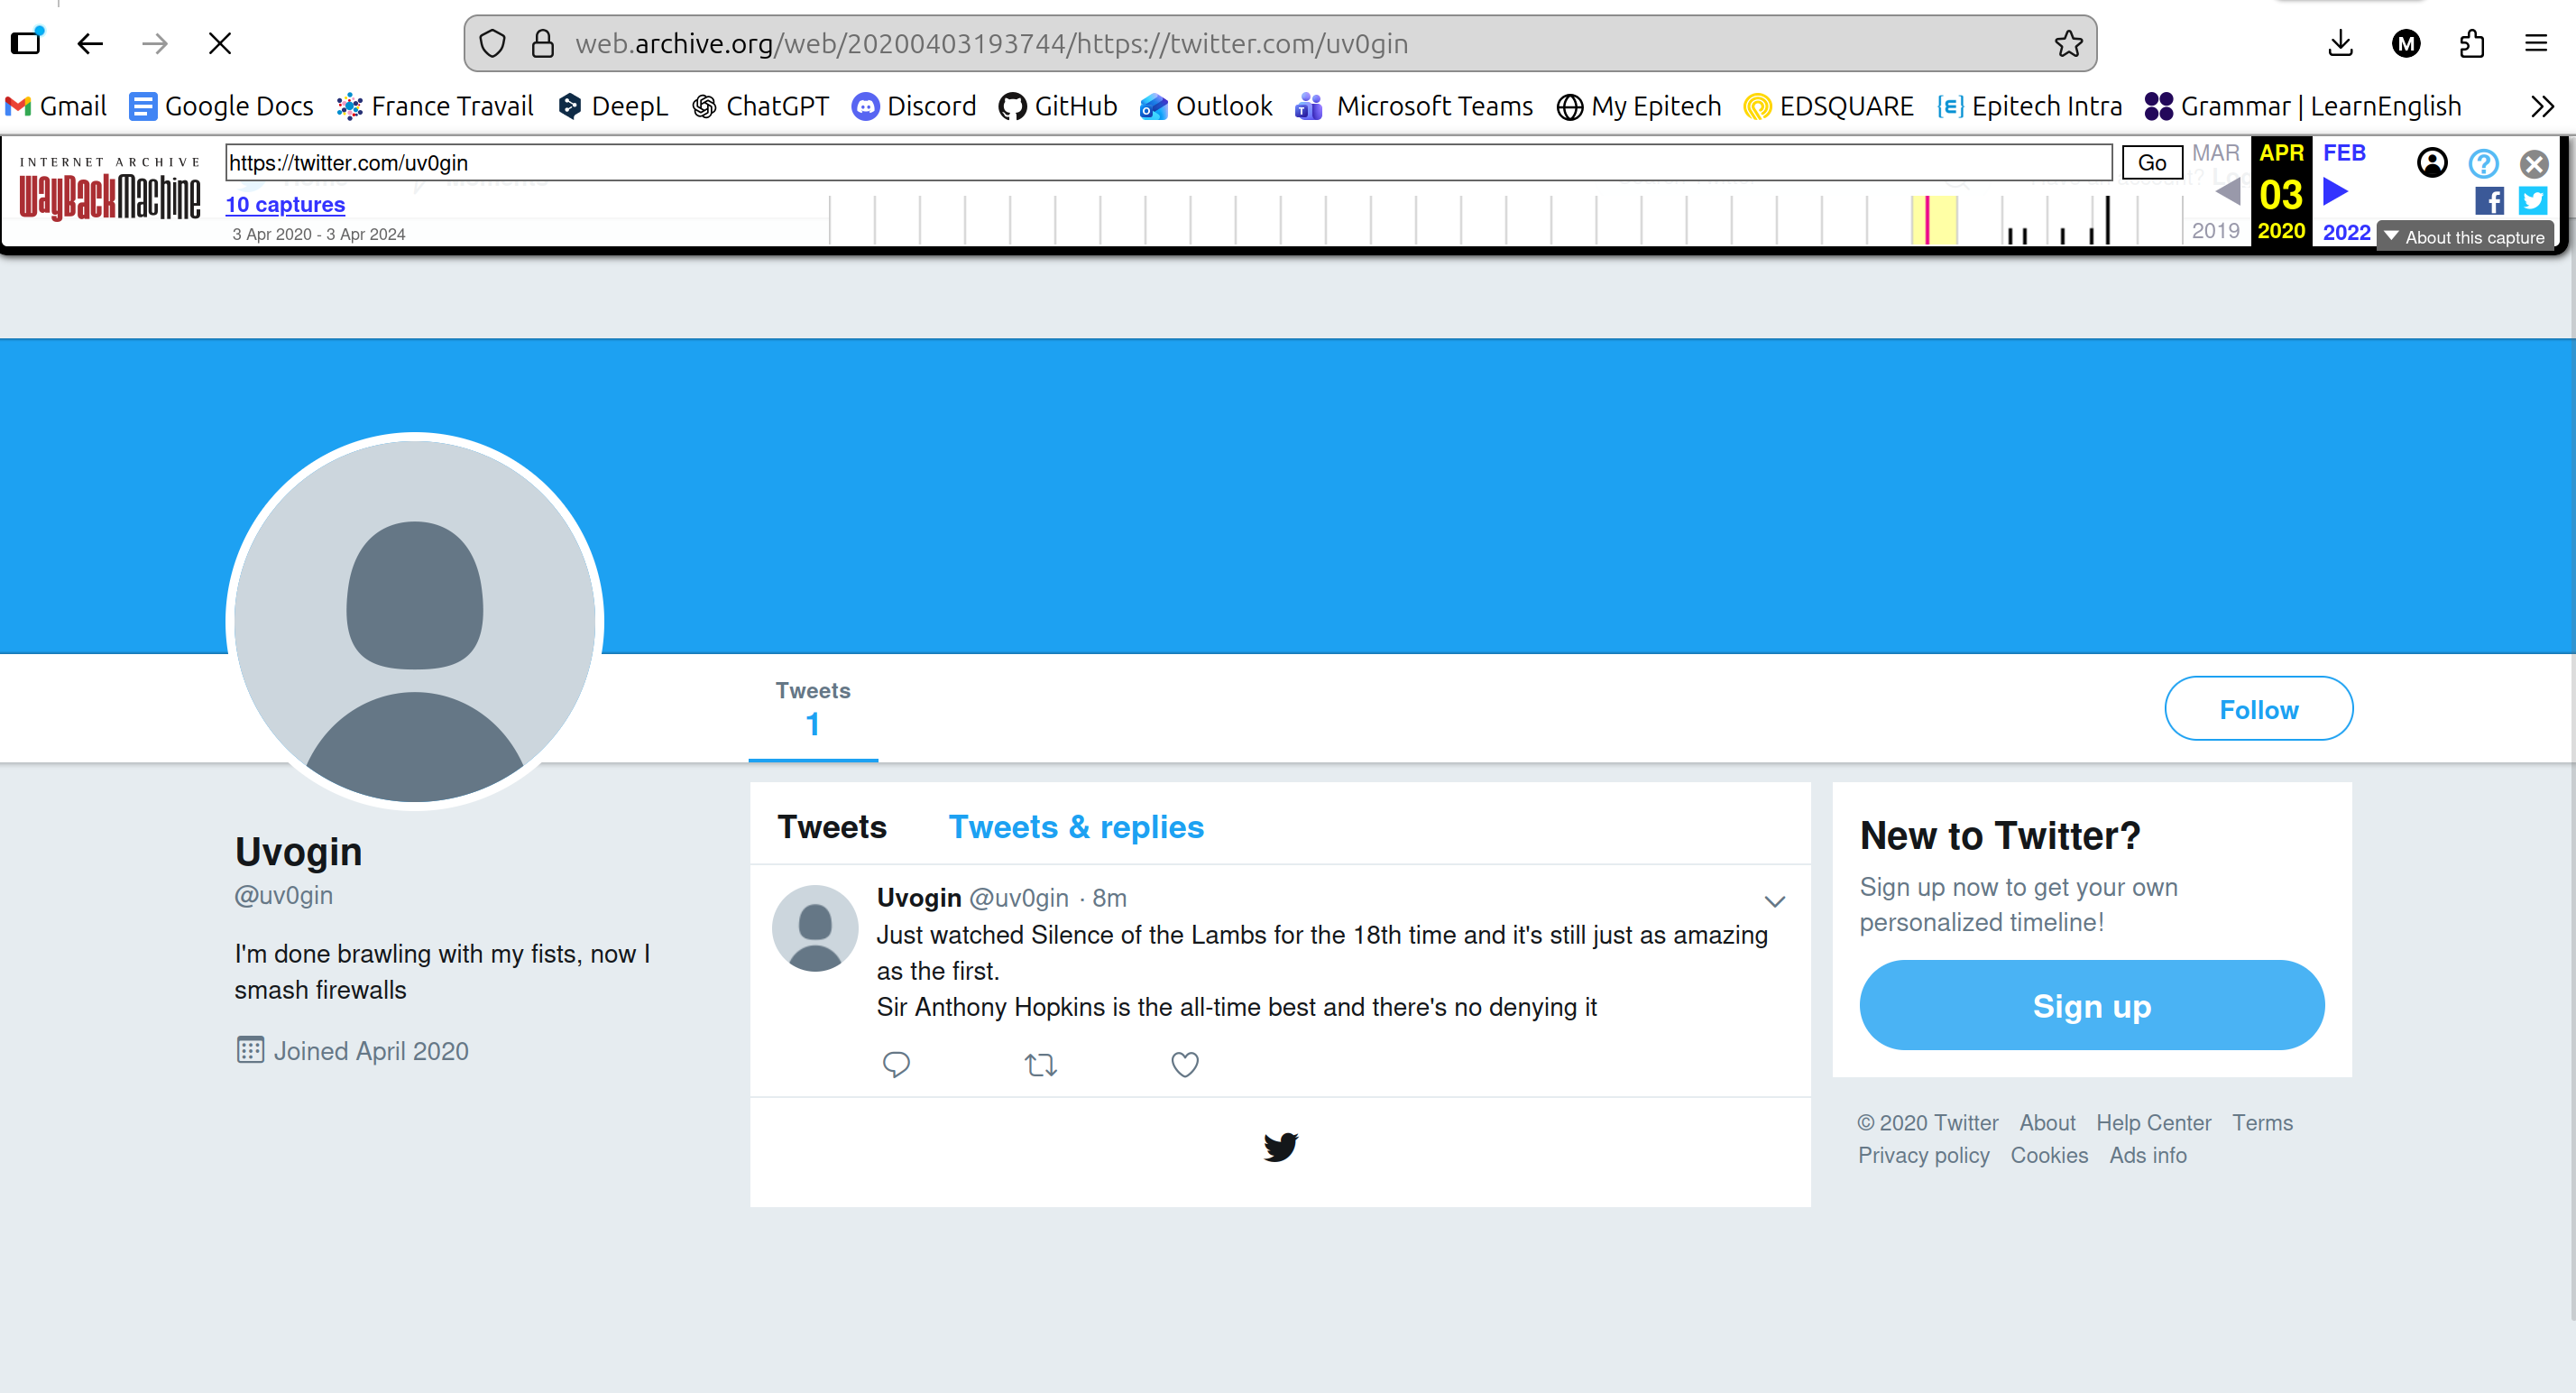 web.archive.org/web/20200403193744/https://twitter.com/uv0gin
M
Gmail Google Docs France Travail DeepL ChatGPT Discord GitHub Outlook Microsoft Teams My Epitech EDSQUARE Epitech Intra Grammar | LearnEnglish
INTERNET ARCHIVE
WayBackMachine
https://twitter.com/uv0gin
Go
10 captures
3 Apr 2020 - 3 Apr 2024
MAR APR FEB
03
2019 2020 2022
About this capture
Tweets
1
Follow
Uvogin
@uv0gin
I'm done brawling with my fists, now I
smash firewalls
Joined April 2020
Tweets Tweets & replies
Uvogin @uv0gin · 8m
Just watched Silence of the Lambs for the 18th time and it's still just as amazing
as the first.
Sir Anthony Hopkins is the all-time best and there's no denying it
New to Twitter?
Sign up now to get your own
personalized timeline!
Sign up
© 2020 Twitter About Help Center Terms
Privacy policy Cookies Ads info